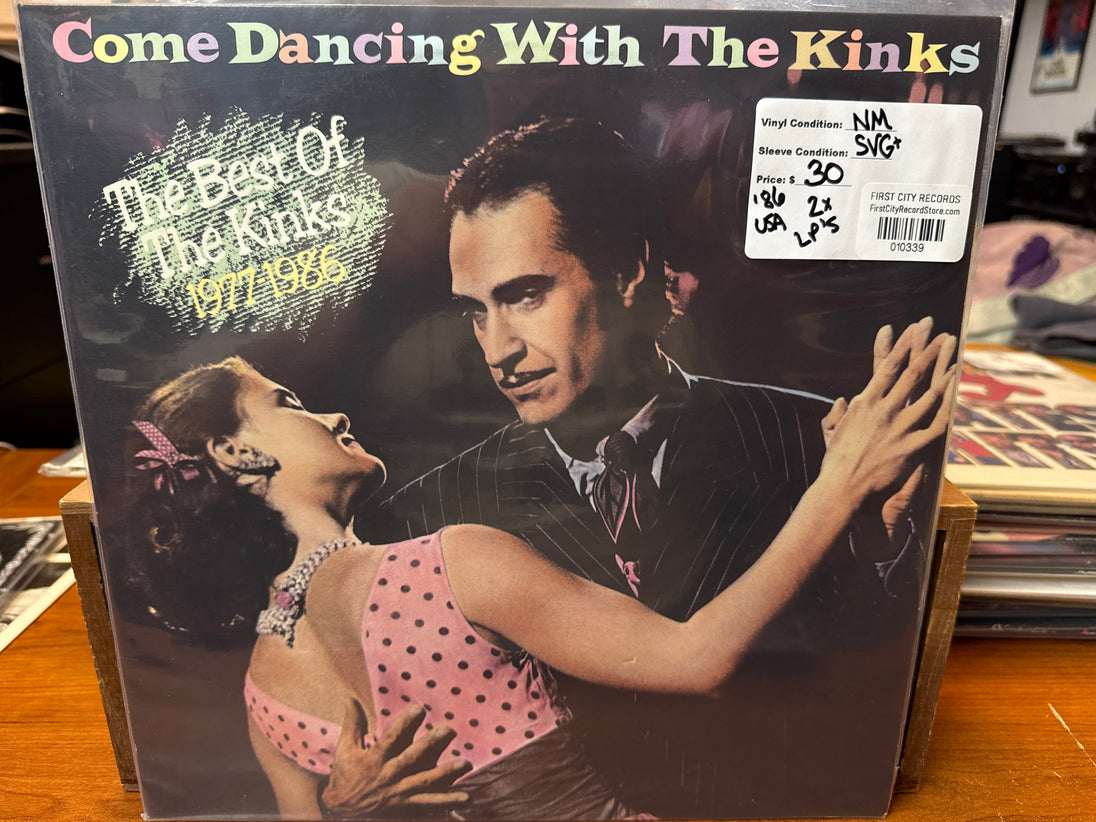 Come Dancing With The Kinks
The Best Of
The Kinks
1977-1986
Vinyl Condition: NM
Sleeve Condition: SVG+
Price: $ 30
'86 2x
USA LP's
FIRST CITY RECORDS
FirstCityRecordStore.com
010339